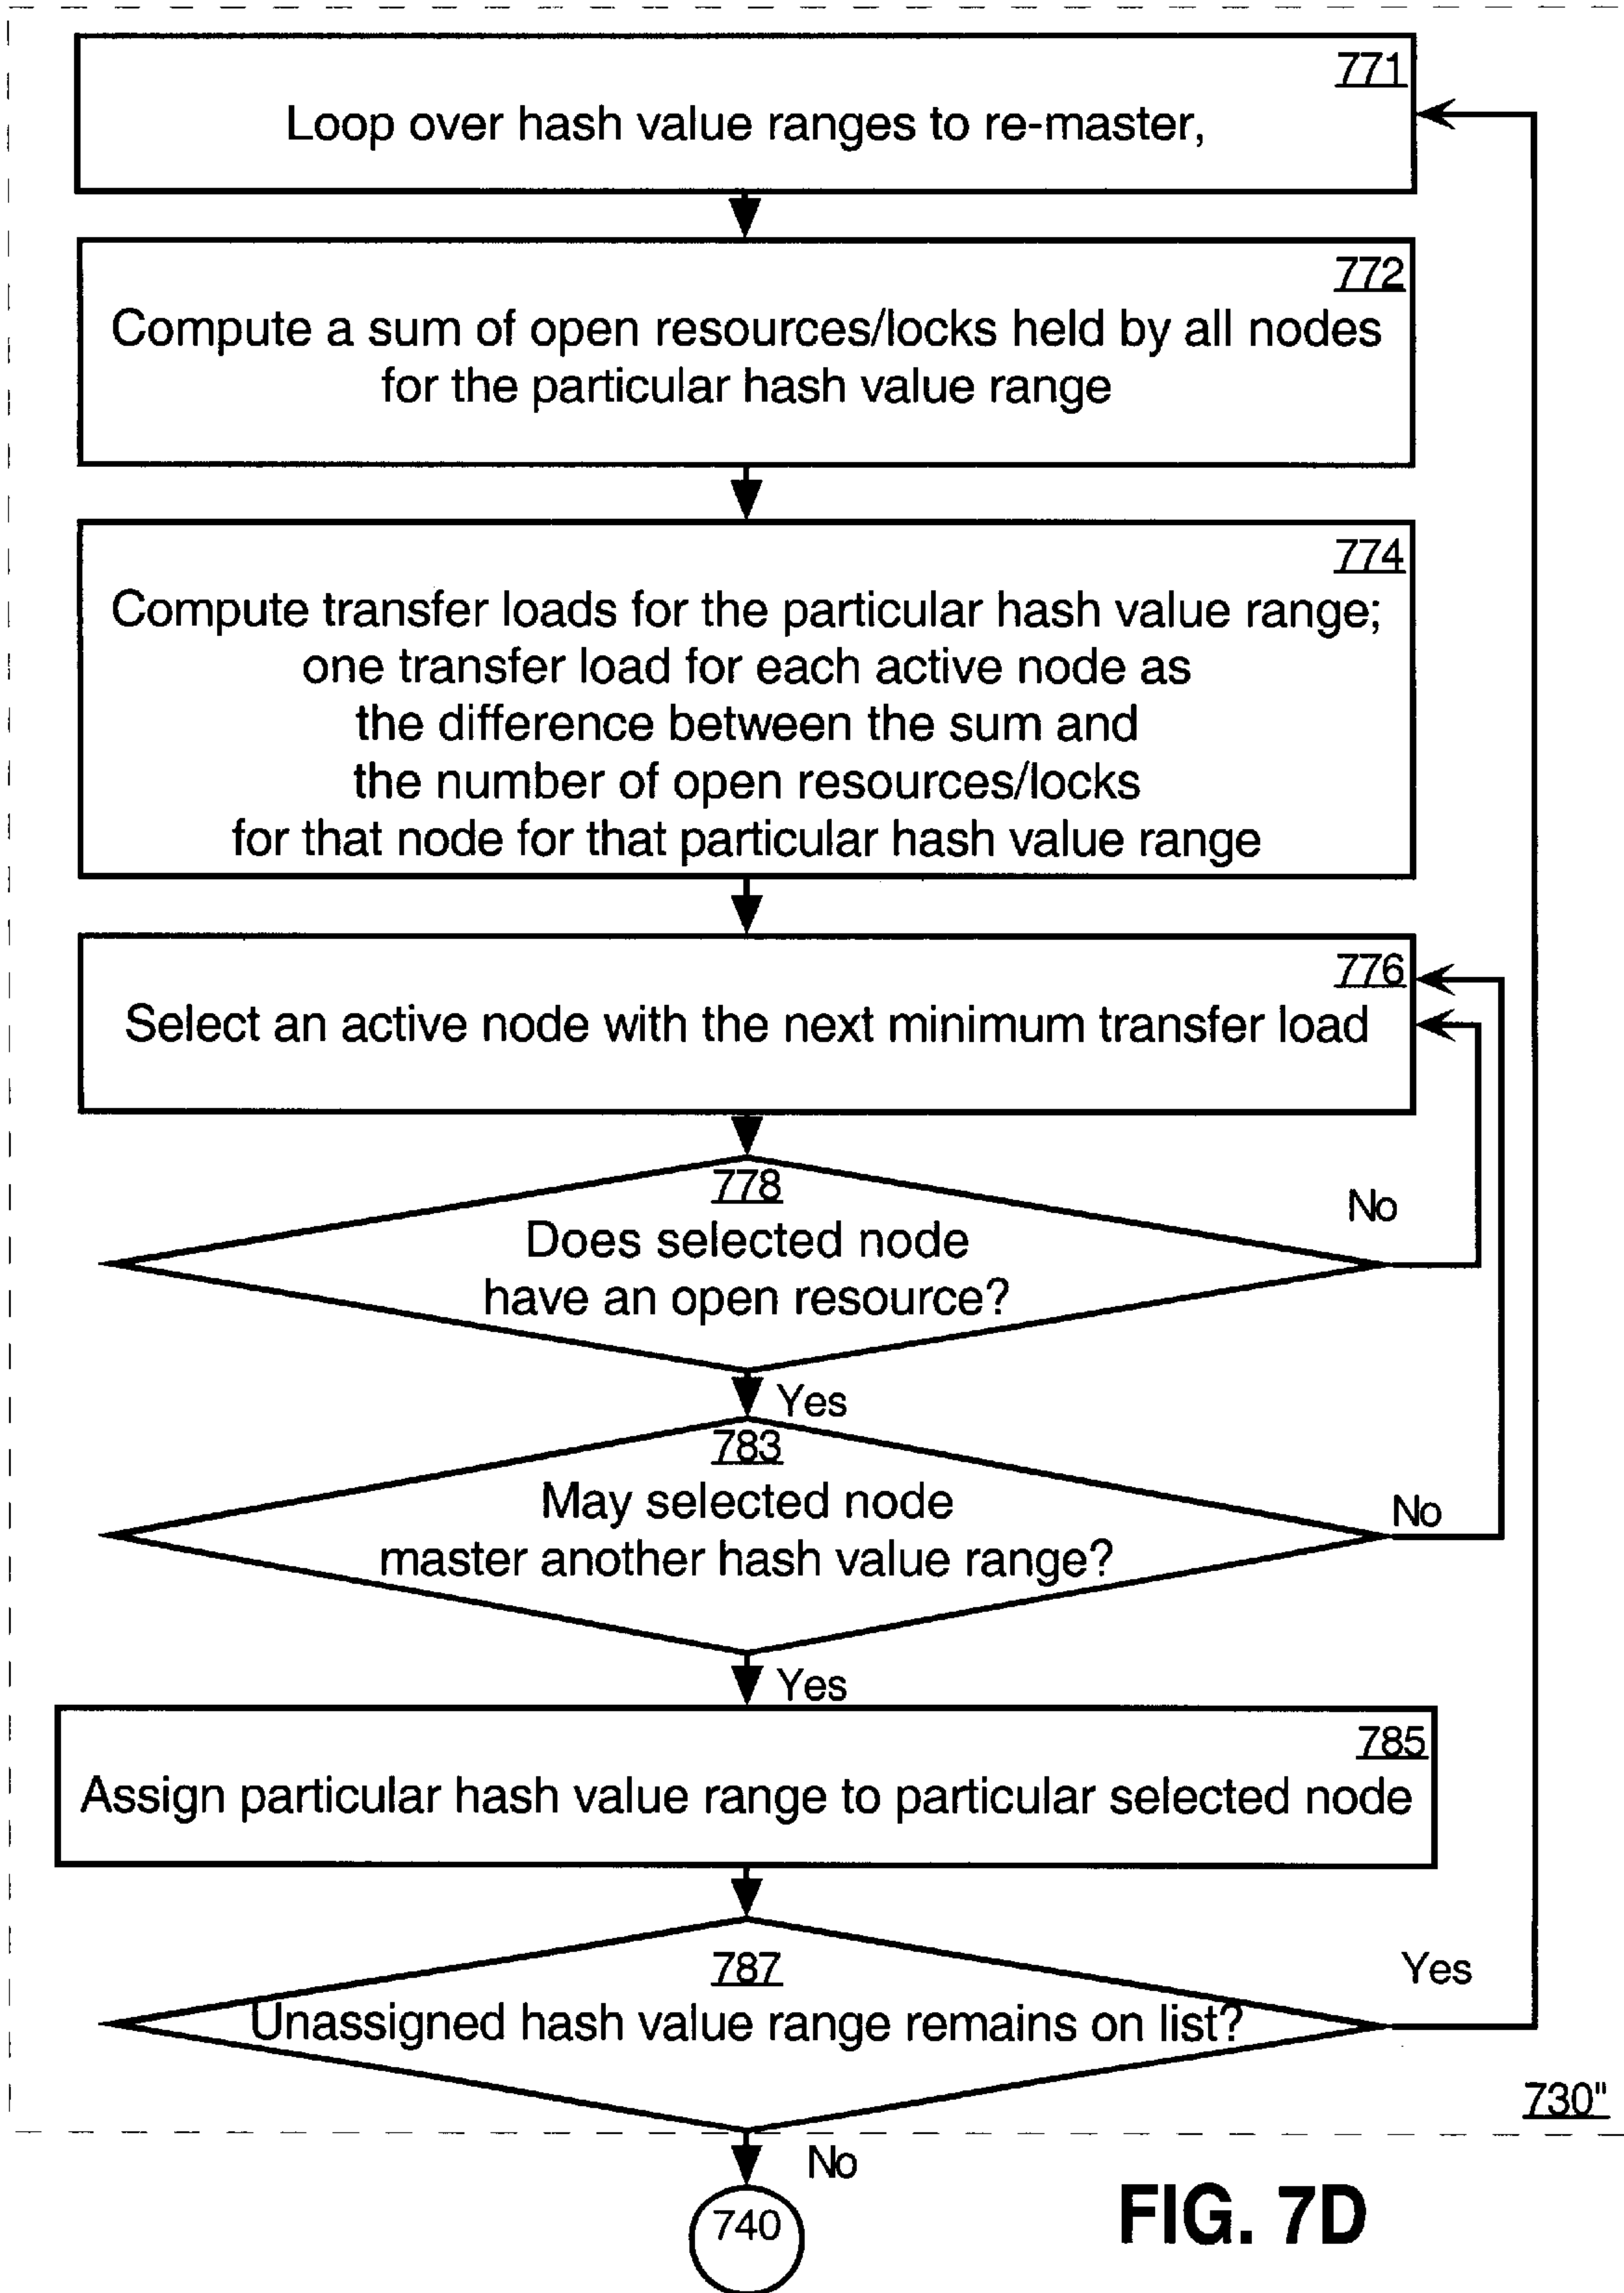 771
Loop over hash value ranges to re-master,
772
Compute a sum of open resources/locks held by all nodes
for the particular hash value range
774
Compute transfer loads for the particular hash value range;
one transfer load for each active node as
the difference between the sum and
the number of open resources/locks
for that node for that particular hash value range
776
Select an active node with the next minimum transfer load
778
No
Does selected node
have an open resource?
Yes
783
May selected node
No
master another hash value range?
Yes
785
Assign particular hash value range to particular selected node
787
Yes
Unassigned hash value range remains on list?
730"
No
740
FIG. 7D